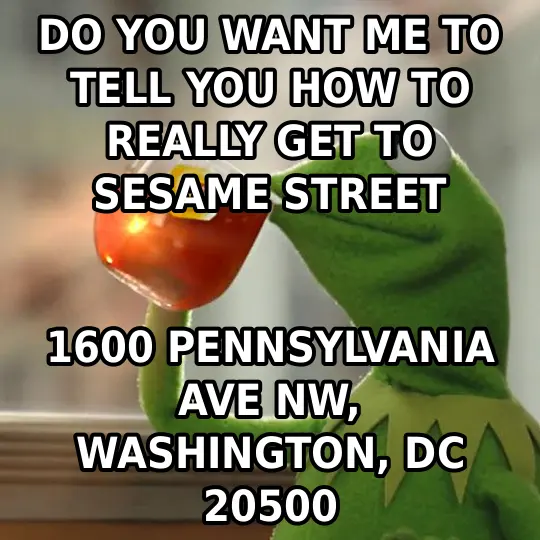 DO YOU WANT ME TO
TELL YOU HOW TO
REALLY GET TO
SESAME STREET
1600 PENNSYLVANIA
AVE NW,
WASHINGTON, DC
20500